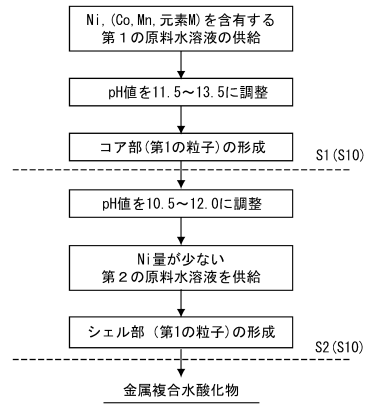 Ni,(Co,Mn,元素M)を含有する
第１の原料水溶液の供給
pH値を11.5～13.5に調整
コア部(第1の粒子)の形成
S1(S10)
pH値を10.5～12.0に調整
Ni量が少ない
第２の原料水溶液を供給
シェル部（第1の粒子）の形成
S2(S10)
金属複合水酸化物